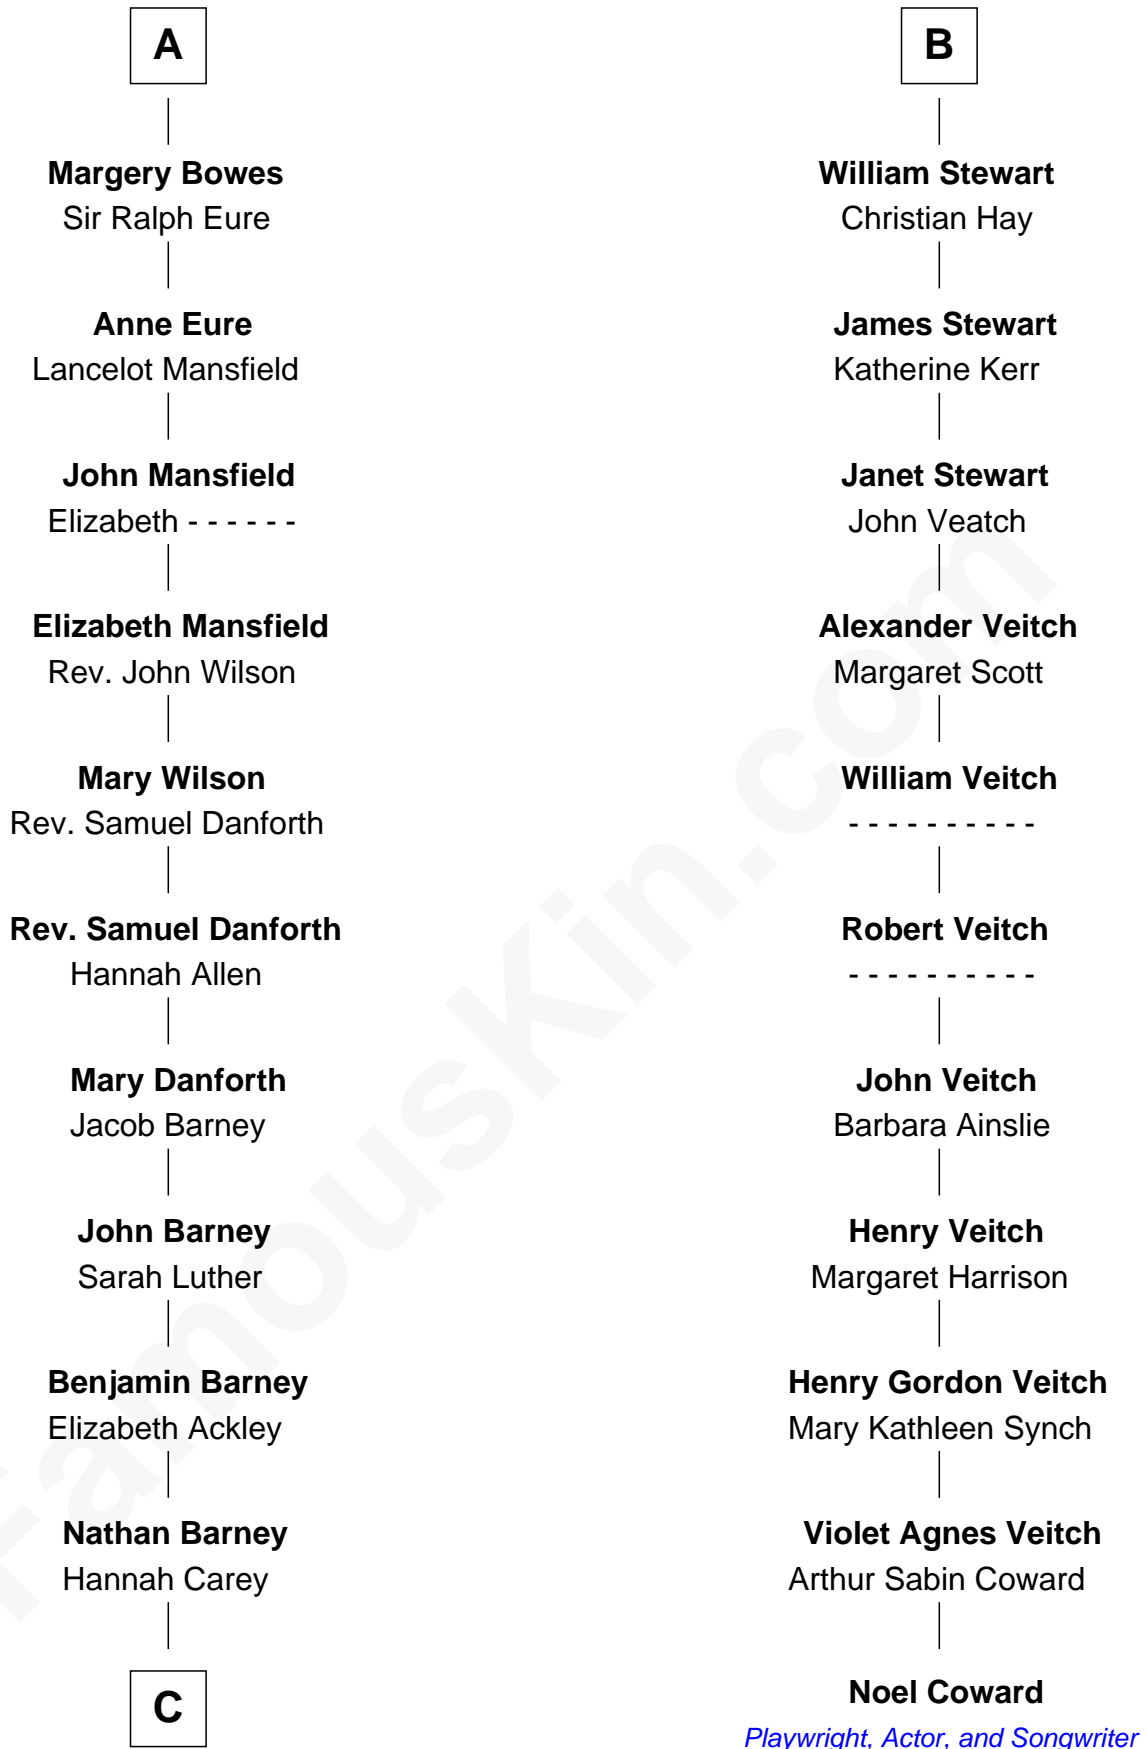 A
Margery Bowes
Sir Ralph Eure
Anne Eure
Lancelot Mansfield
John Mansfield
Elizabeth - - - - - -
Elizabeth Mansfield
Rev. John Wilson
Mary Wilson
Rev. Samuel Danforth
Rev. Samuel Danforth
Hannah Allen
Mary Danforth
Jacob Barney
John Barney
Sarah Luther
Benjamin Barney
Elizabeth Ackley
Nathan Barney
Hannah Carey
C
B
William Stewart
Christian Hay
James Stewart
Katherine Kerr
Janet Stewart
John Veatch
Alexander Veitch
Margaret Scott
William Veitch
- - - - - - - - - -
Robert Veitch
- - - - - - - - - -
John Veitch
Barbara Ainslie
Henry Veitch
Margaret Harrison
Henry Gordon Veitch
Mary Kathleen Synch
Violet Agnes Veitch
Arthur Sabin Coward
Noel Coward
Playwright, Actor, and Songwriter
FamousKin.com